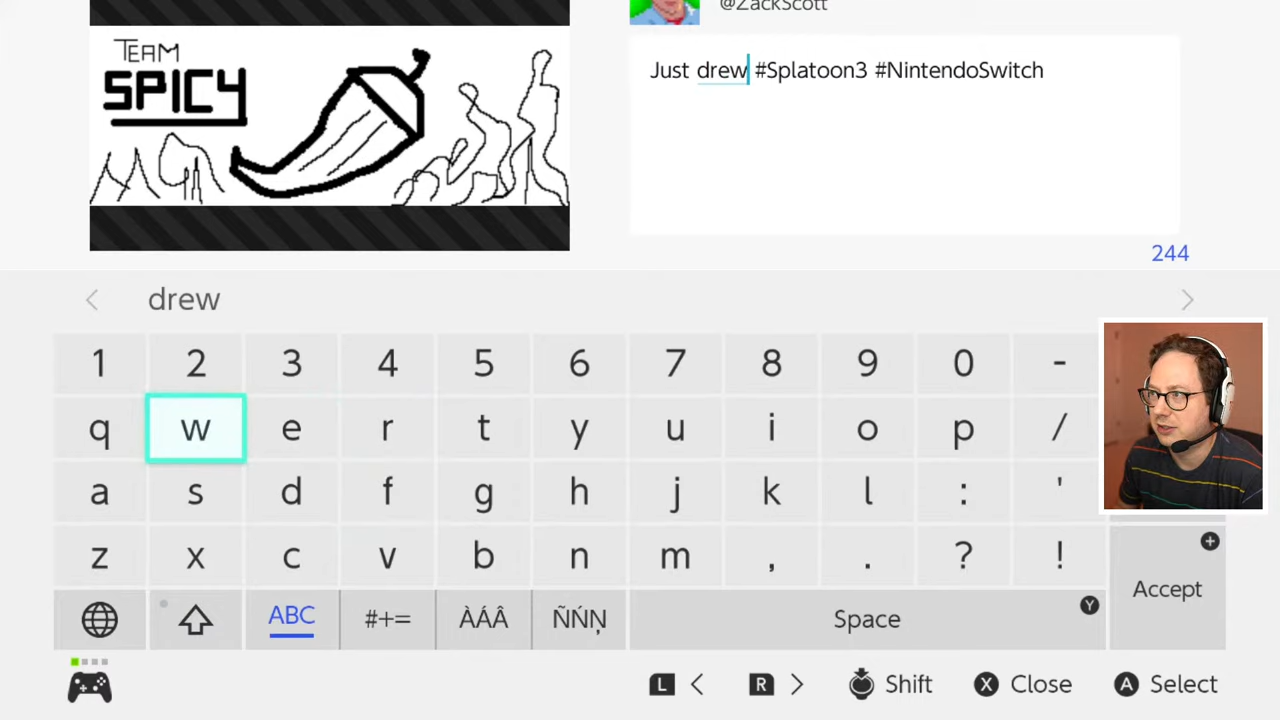 @ZackScott
TEAM
SPICY
Just drew #Splatoon3 #NintendoSwitch
244
drew
1 2 3 4 5 6 7 8 9 0 -
q w e r t y u i o p /
a s d f g h j k l : '
z x c v b n m , . ? !
ABC #+= ÀÁÂ ÑŃŅ Space Y
+ Accept
L < R > Shift X Close A Select